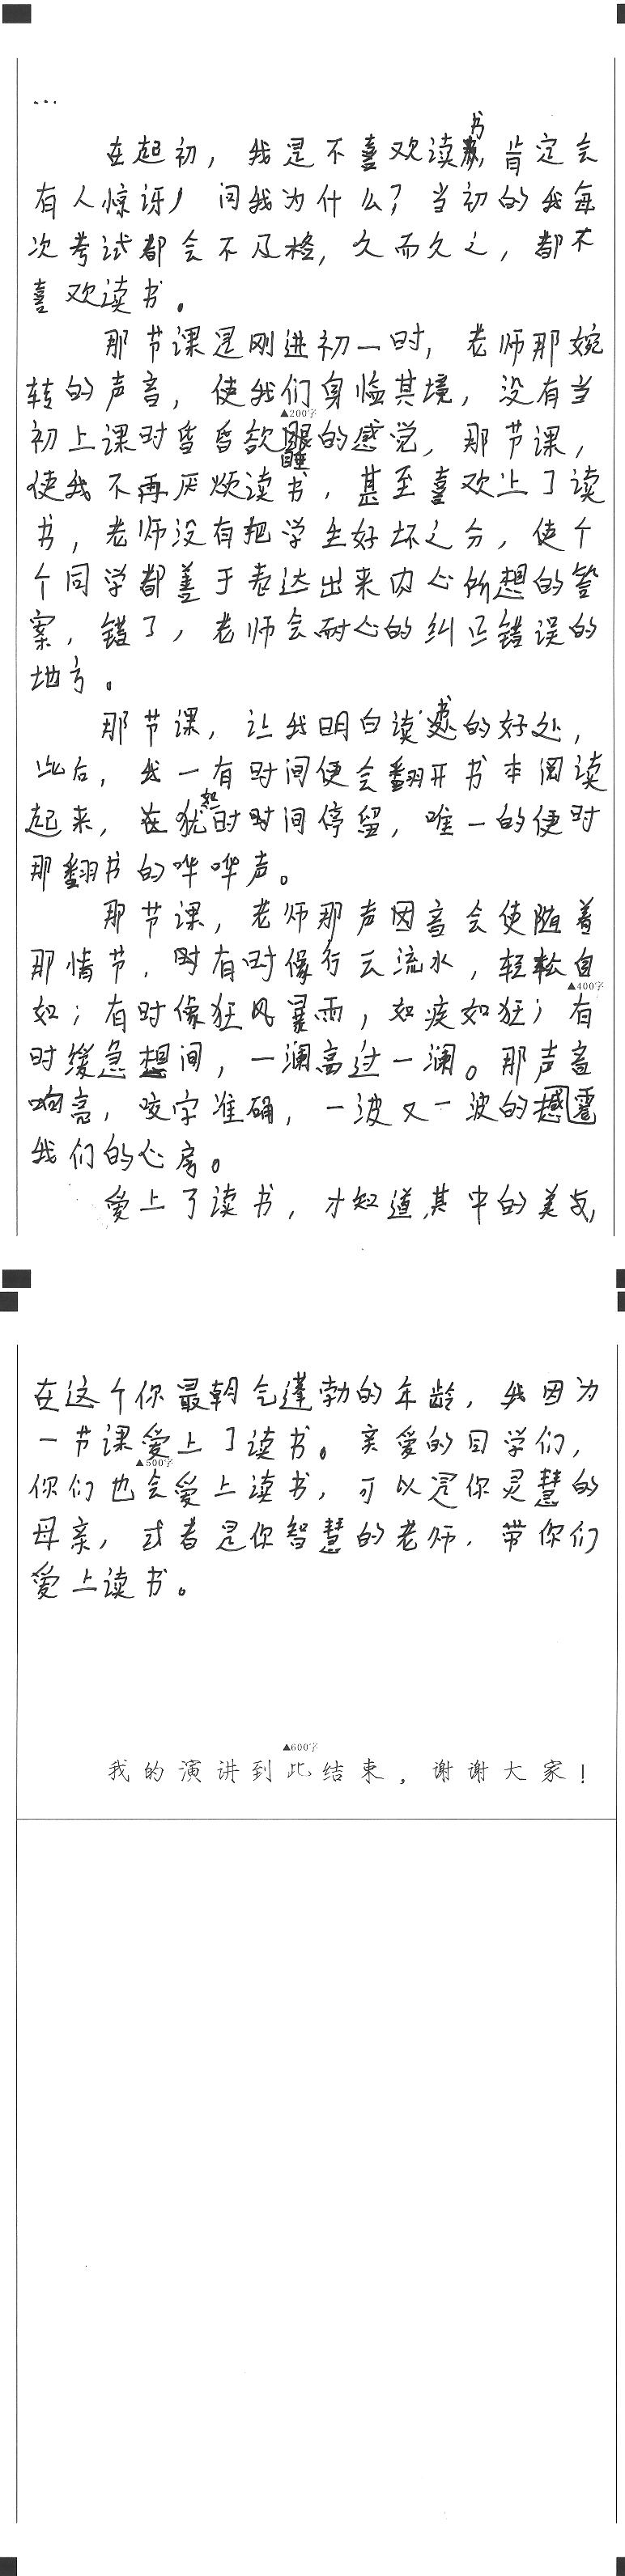 ...
在起初，我是不喜欢读书，肯定会
有人惊讶，问我为什么？当初的我每
次考试都会不及格，久而久之，都不
喜欢读书。
那节课是刚进初一时，老师那婉
转的声音，使我们身临其境，没有当
▲200字
初上课时昏昏欲睡的感觉，那节课，
使我不再厌烦读书，甚至喜欢上了读
书，老师没有把学生好坏之分，使个
个同学都善于表达出来内心所想的答
案，错了，老师会耐心的纠正错误的
地方。
那节课，让我明白读书的好处，
此后，我一有时间便会翻开书本阅读
起来，在犹如时时间停留，唯一的便时
那翻书的哗哗声。
那节课，老师那声因音会使随着
那情节，时有时像行云流水，轻松自
▲400字
如；有时像狂风暴雨，如疾如狂；有
时缓急想间，一澜高过一澜。那声音
响亮，咬字准确，一波又一波的撼震
我们的心房。
爱上了读书，才知道其中的美好，
在这个你最朝气蓬勃的年龄，我因为
一节课爱上了读书。亲爱的同学们，
▲500字
你们也会爱上读书，可以是你灵慧的
母亲，或者是你智慧的老师，带你们
爱上读书。
▲600字
我的演讲到此结束，谢谢大家！